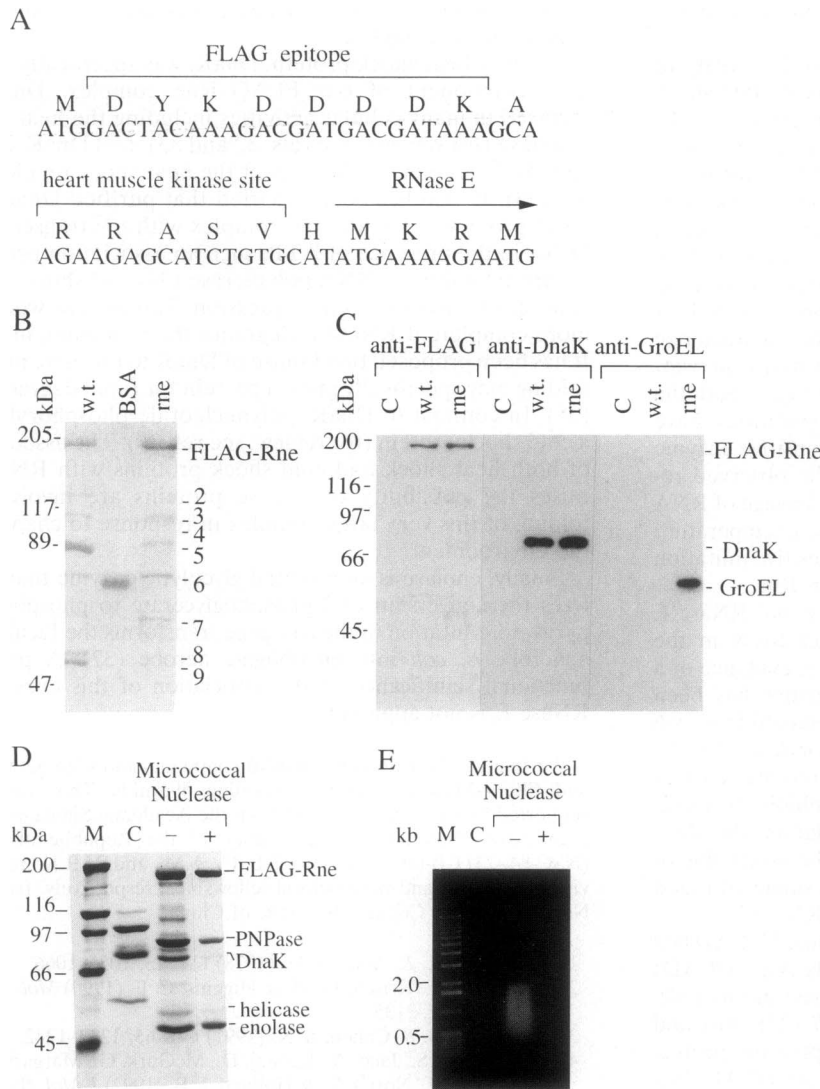 A
FLAG epitope
M D Y K D D D D K A
ATGGACTACAAAGACGATGACGATAAAGCA
heart muscle kinase site RNase E
R R A S V H M K R M
AGAAGAGCATCTGTGCATATGAAAAGAATG
B
kDa w.t. BSA rne
205
117
89
47
FLAG-Rne
2
3
4
5
6
7
8
9
C
anti-FLAG anti-DnaK anti-GroEL
kDa C w.t. rne C w.t. rne C w.t. rne
200
116
97
66
45
FLAG-Rne
DnaK
GroEL
D
Micrococcal
Nuclease
kDa M C – +
200
116
97
66
45
FLAG-Rne
PNPase
DnaK
helicase
enolase
E
Micrococcal
Nuclease
kb M C – +
2.0
0.5